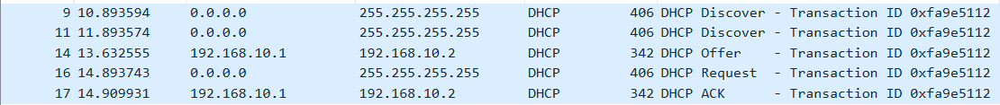 9 10.893594 0.0.0.0 255.255.255.255 DHCP 406 DHCP Discover - Transaction ID 0xfa9e5112
11 11.893574 0.0.0.0 255.255.255.255 DHCP 406 DHCP Discover - Transaction ID 0xfa9e5112
14 13.632555 192.168.10.1 192.168.10.2 DHCP 342 DHCP Offer - Transaction ID 0xfa9e5112
16 14.893743 0.0.0.0 255.255.255.255 DHCP 406 DHCP Request - Transaction ID 0xfa9e5112
17 14.909931 192.168.10.1 192.168.10.2 DHCP 342 DHCP ACK - Transaction ID 0xfa9e5112